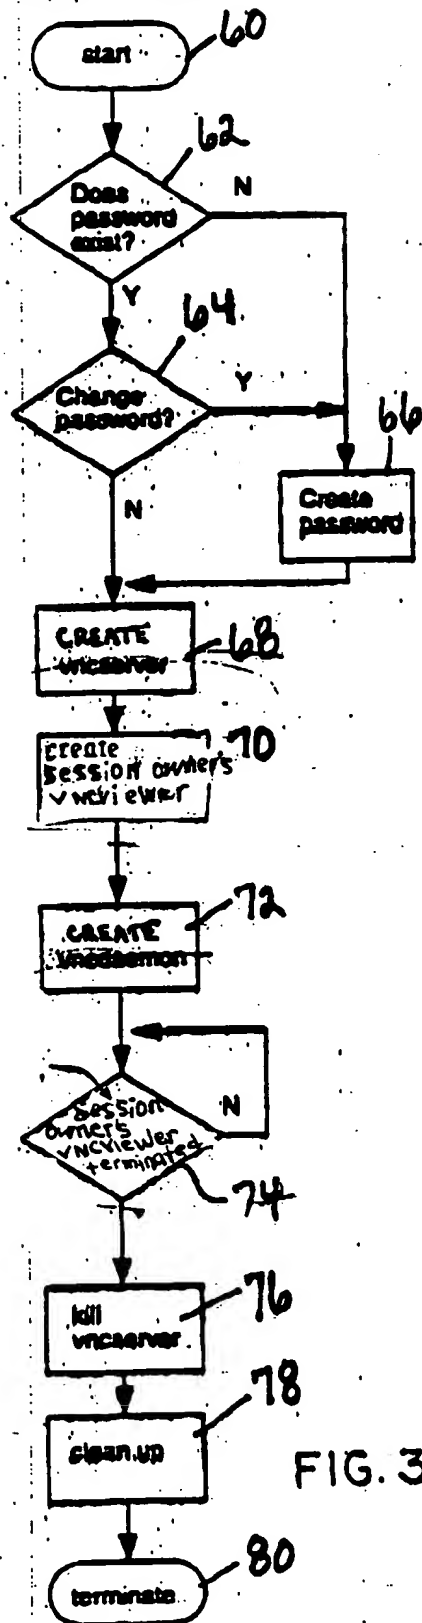 60
start
62
Does
password
exist?
N
Y
64
Change
password?
Y
N
66
Create
password
CREATE
vncserver
68
create
session owner's
vncviewer
70
CREATE
vncdaemon
72
Session
owners
vncviewer
terminated
N
74
kill
vncserver
76
clean up
78
FIG. 3
terminate
80